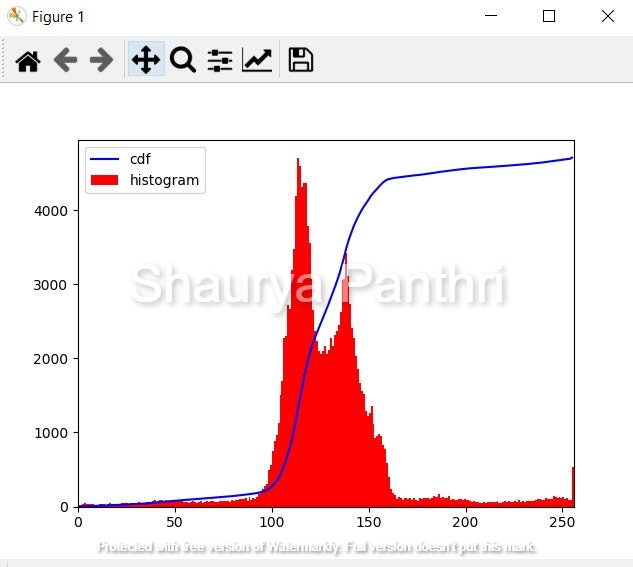 Figure 1
cdf
histogram
4000
3000
2000
1000
0
0 50 100 150 200 250
Shaurya Panthri
Protected with free version of Watermarkly. Full version doesn't put this mark.